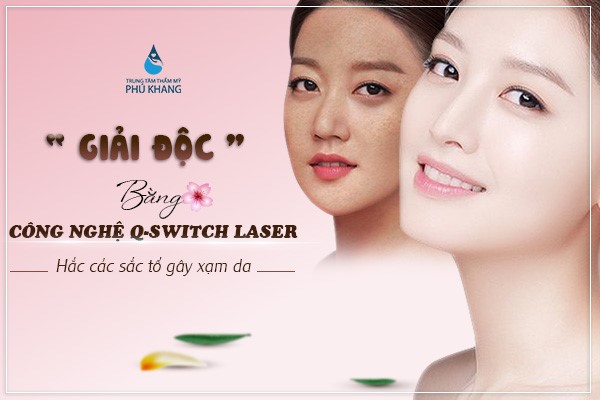 TRUNG TÂM THẨM MỸ
PHÚ KHANG
“ GIẢI ĐỘC ”
Bằng
CÔNG NGHỆ Q-SWITCH LASER
Hắc các sắc tố gây xạm da